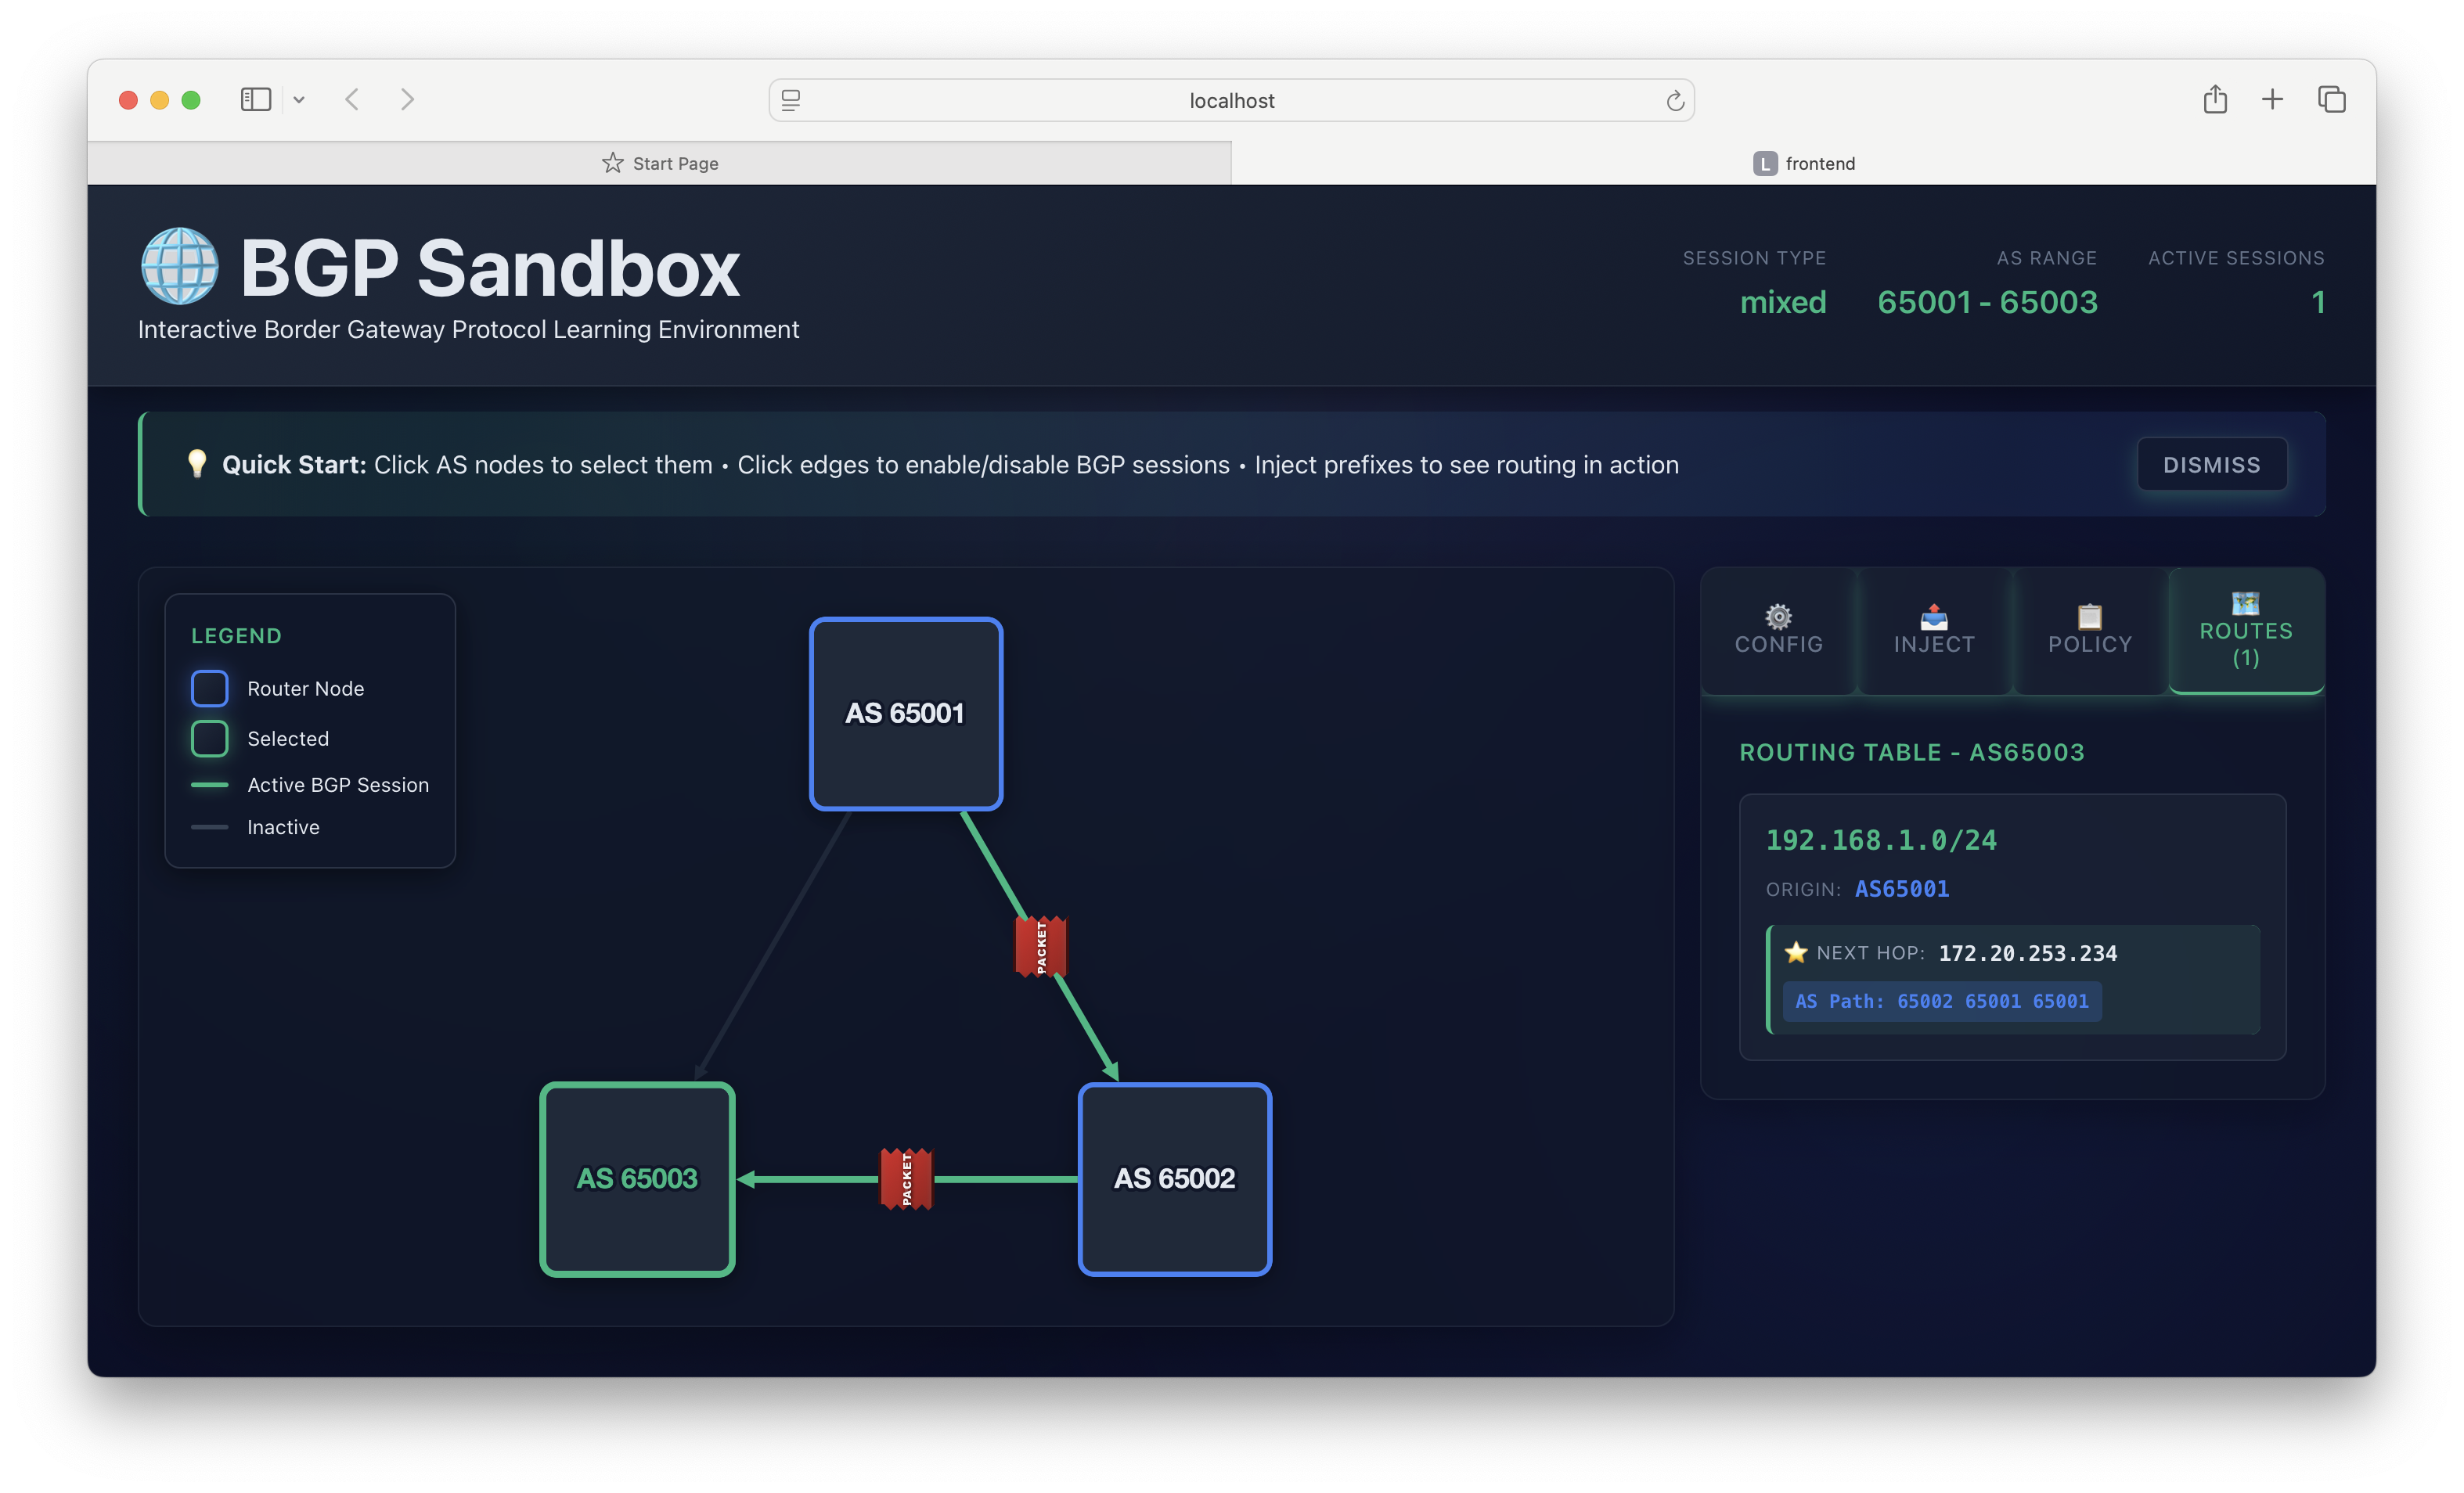 localhost
Start Page
L frontend
BGP Sandbox
Interactive Border Gateway Protocol Learning Environment
SESSION TYPE
mixed
AS RANGE
65001 - 65003
ACTIVE SESSIONS
1
Quick Start: Click AS nodes to select them • Click edges to enable/disable BGP sessions • Inject prefixes to see routing in action
DISMISS
LEGEND
Router Node
Selected
Active BGP Session
Inactive
AS 65001
PACKET
AS 65003
PACKET
AS 65002
CONFIG
INJECT
POLICY
ROUTES
(1)
ROUTING TABLE - AS65003
192.168.1.0/24
ORIGIN: AS65001
NEXT HOP: 172.20.253.234
AS Path: 65002 65001 65001